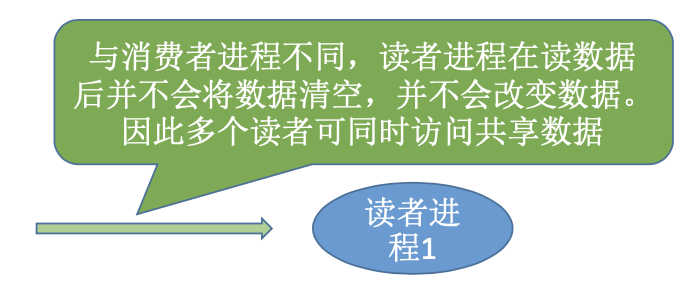 与消费者进程不同，读者进程在读数据
后并不会将数据清空，并不会改变数据。
因此多个读者可同时访问共享数据
读者进
程1